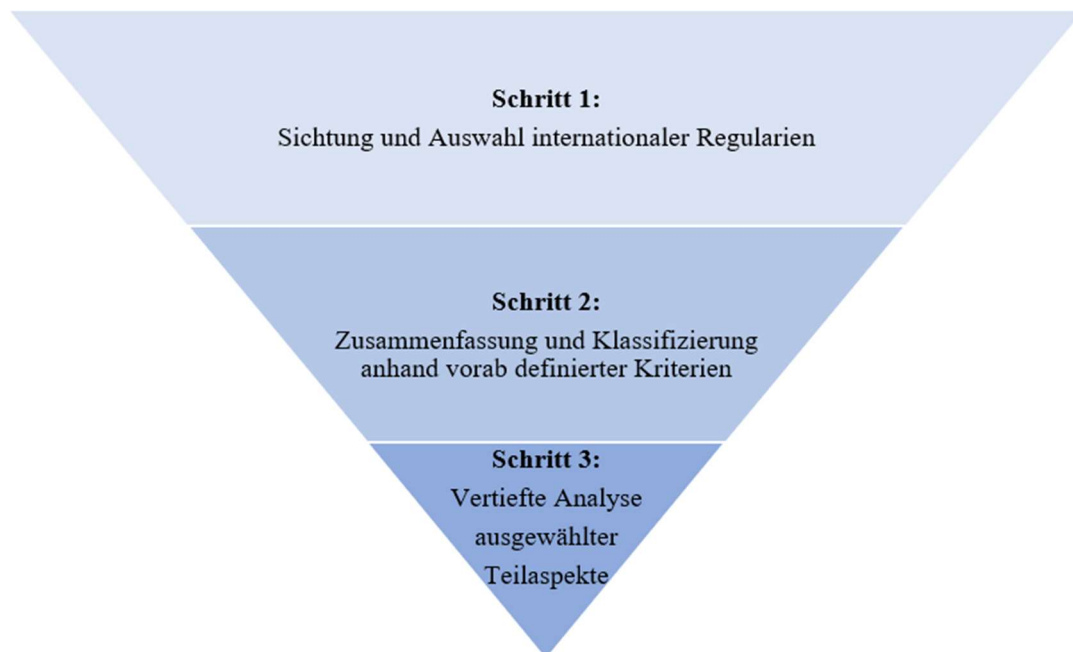 Schritt 1:
Sichtung und Auswahl internationaler Regularien
Schritt 2:
Zusammenfassung und Klassifizierung
anhand vorab definierter Kriterien
Schritt 3:
Vertiefte Analyse
ausgewählter
Teilaspekte